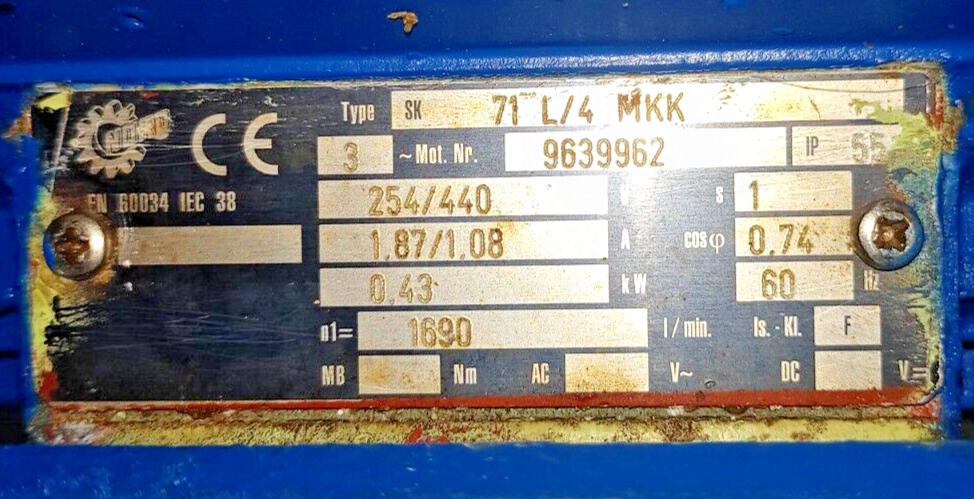 Type SK 71 L/4 MKK
CE 3 ~ Mot. Nr. 9639962 IP 55
EN 60034 IEC 38
254/440 V s 1
1.87/1.08 A cosφ 0.74
0.43 kW 60 Hz
n1= 1690 1/min. Is.-Kl. F
MB Nm AC V~ DC V=